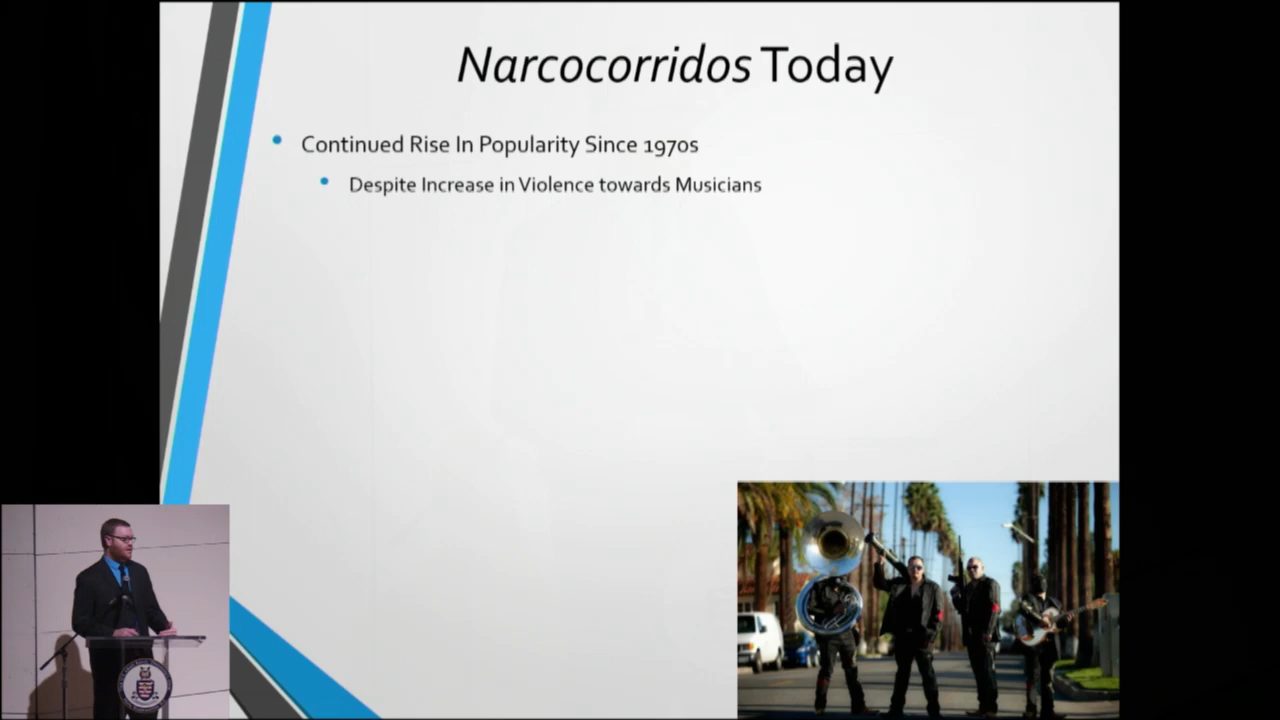 Narcocorridos Today
Continued Rise In Popularity Since 1970s
Despite Increase in Violence towards Musicians